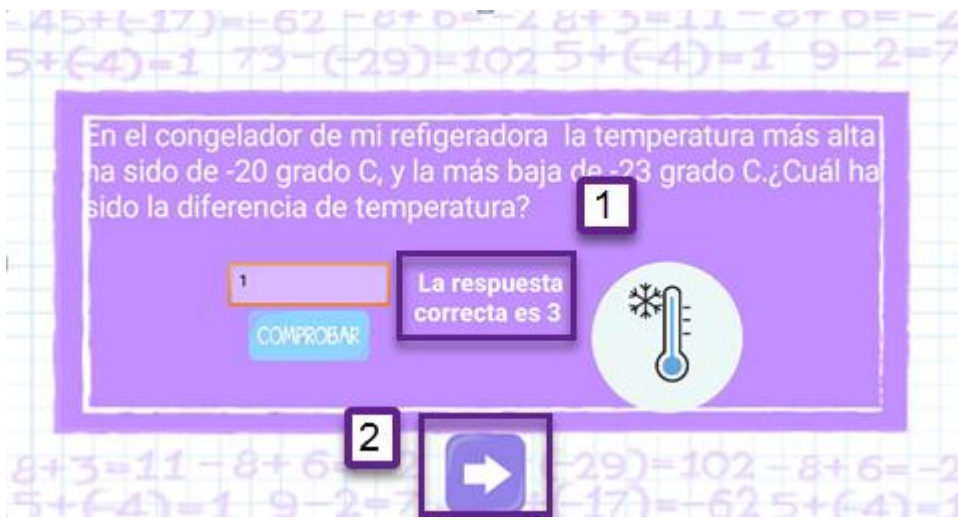 -45+(-17)=-62 -8+6=-2 8+3=11 -8+6=-2
5+(-4)=1 73-(-29)=102 5+(-4)=1 9-2=7
En el congelador de mi refigeradora la temperatura más alta
ha sido de -20 grado C, y la más baja de -23 grado C.¿Cuál ha
sido la diferencia de temperatura?
1
1
La respuesta
correcta es 3
COMPROBAR
2
8+3=11 -8+6 -29)=102 -8+6=-2
5+(-4)=1 9-2=7 (-17)=-62 5+(-4)=1